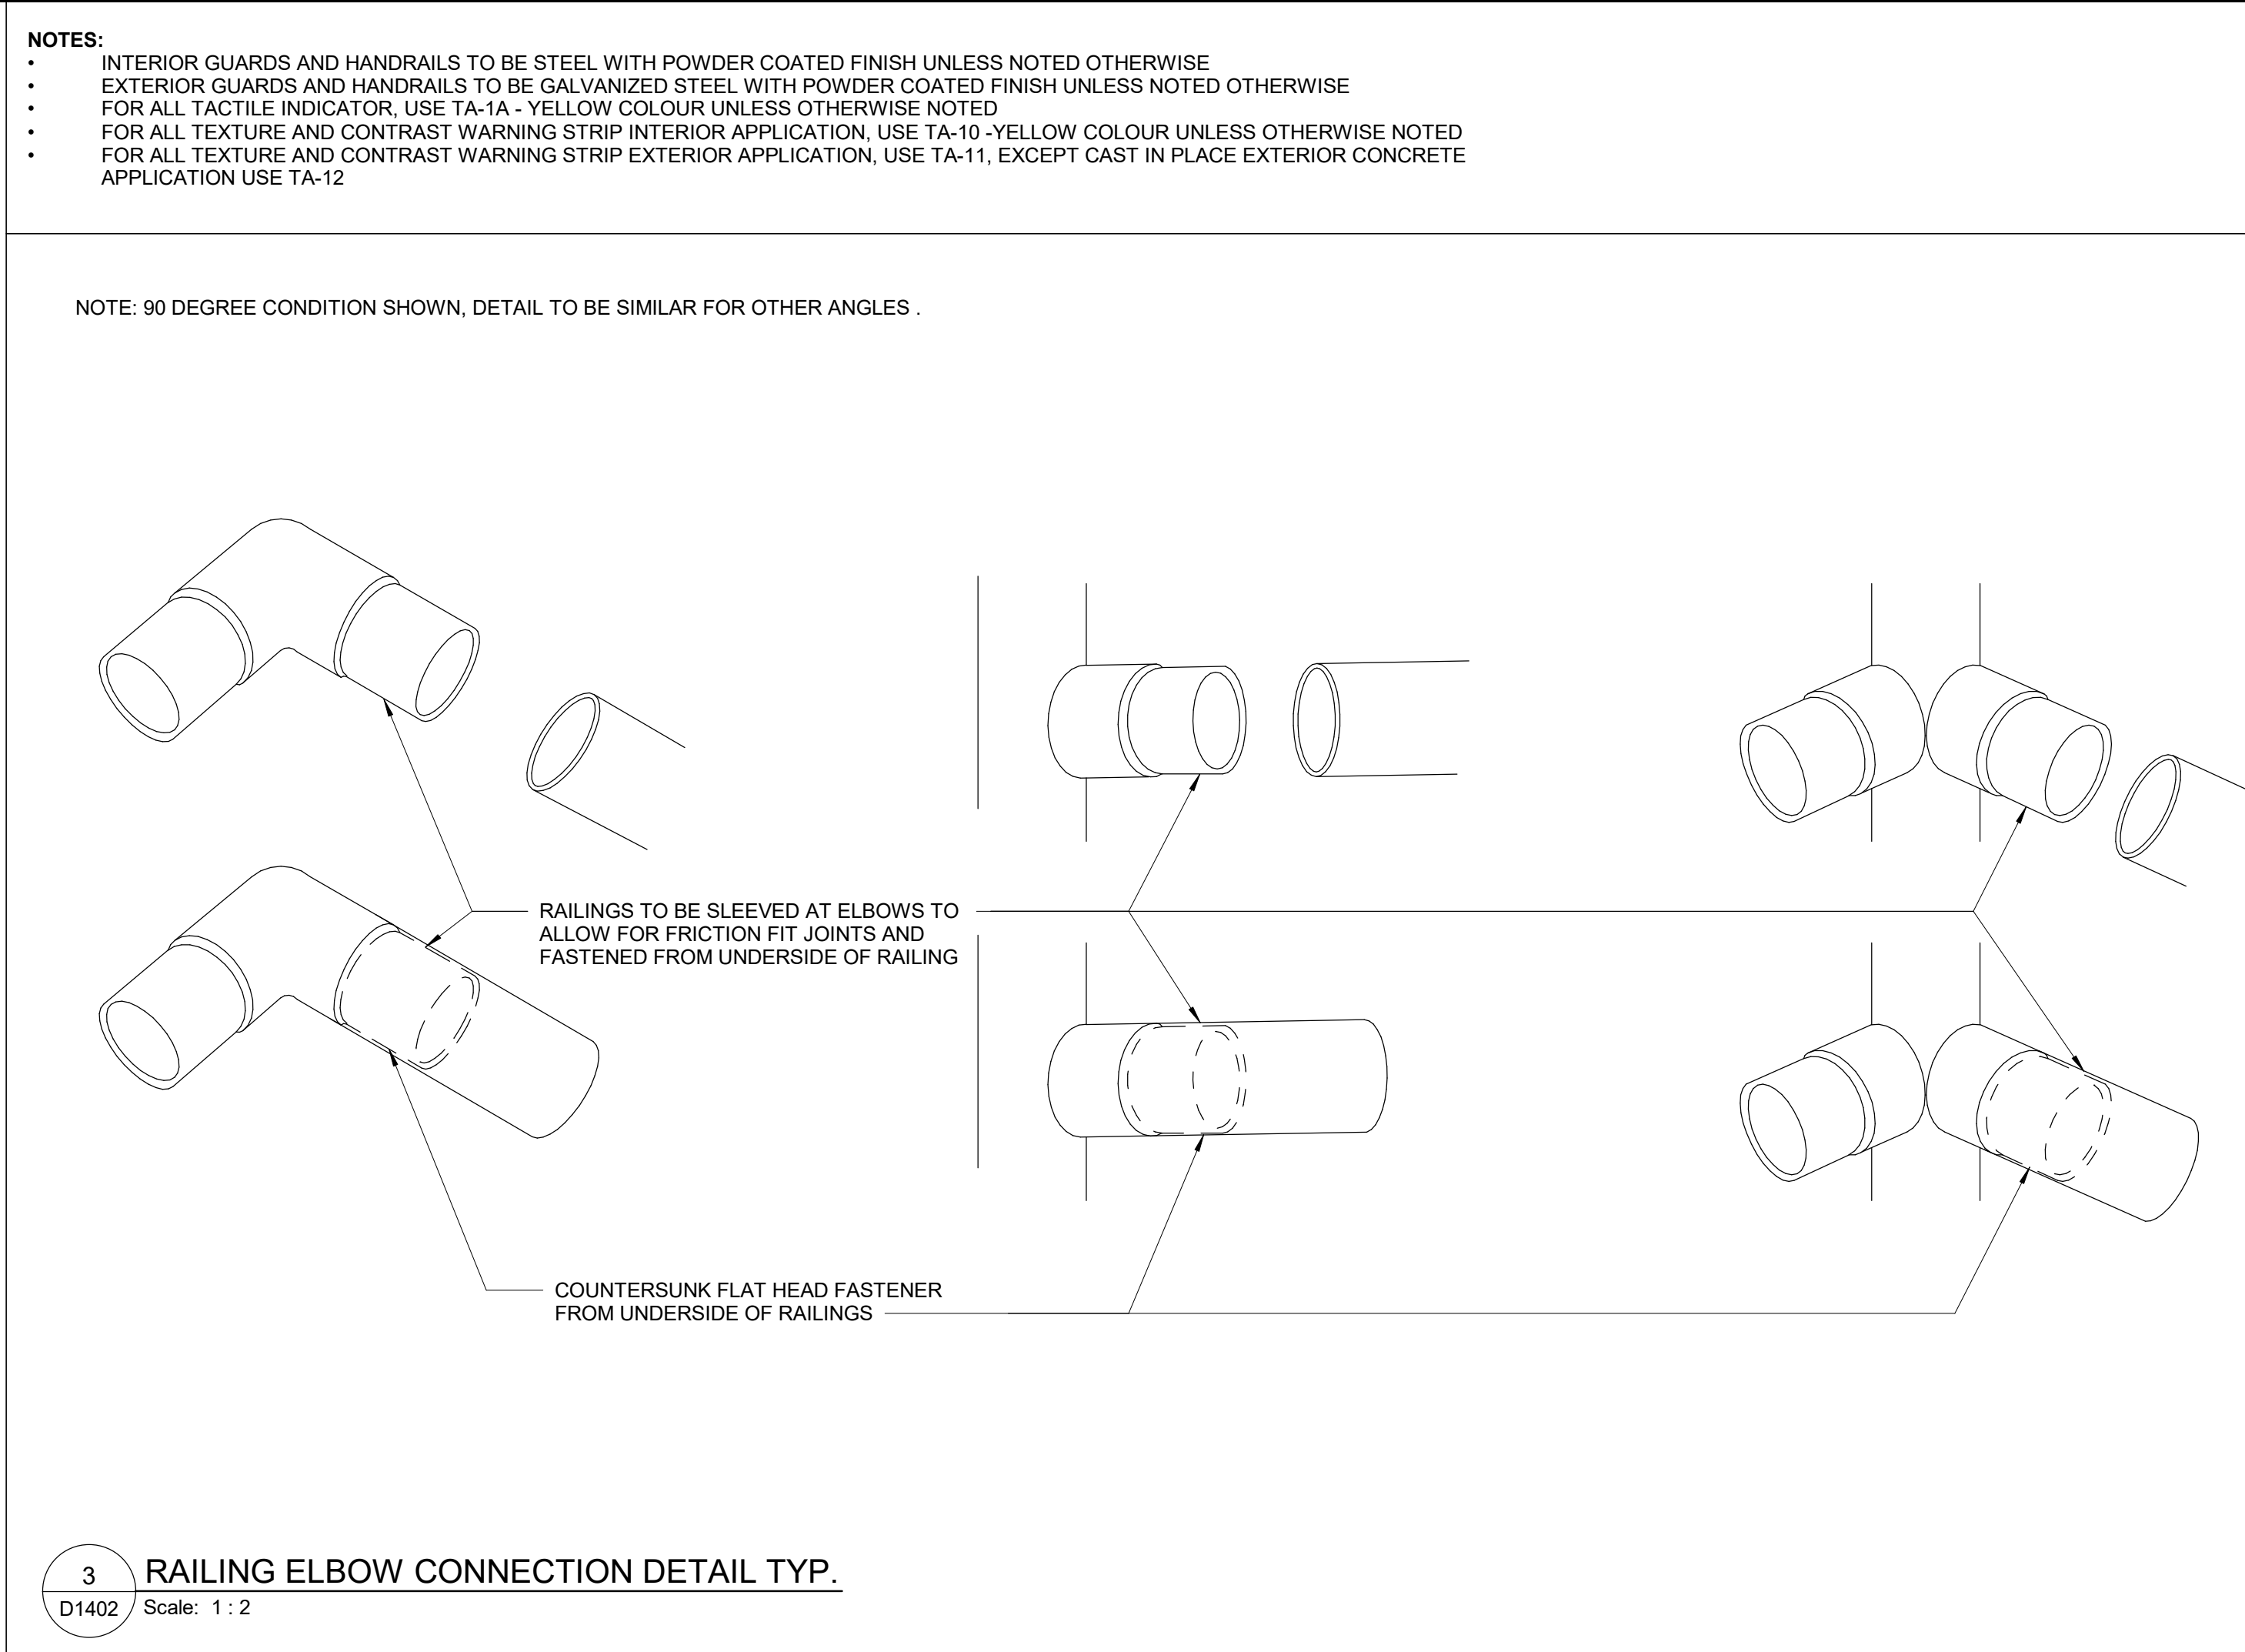 NOTES:
• INTERIOR GUARDS AND HANDRAILS TO BE STEEL WITH POWDER COATED FINISH UNLESS NOTED OTHERWISE
• EXTERIOR GUARDS AND HANDRAILS TO BE GALVANIZED STEEL WITH POWDER COATED FINISH UNLESS NOTED OTHERWISE
• FOR ALL TACTILE INDICATOR, USE TA-1A - YELLOW COLOUR UNLESS OTHERWISE NOTED
• FOR ALL TEXTURE AND CONTRAST WARNING STRIP INTERIOR APPLICATION, USE TA-10 -YELLOW COLOUR UNLESS OTHERWISE NOTED
• FOR ALL TEXTURE AND CONTRAST WARNING STRIP EXTERIOR APPLICATION, USE TA-11, EXCEPT CAST IN PLACE EXTERIOR CONCRETE
APPLICATION USE TA-12
NOTE: 90 DEGREE CONDITION SHOWN, DETAIL TO BE SIMILAR FOR OTHER ANGLES .
RAILINGS TO BE SLEEVED AT ELBOWS TO
ALLOW FOR FRICTION FIT JOINTS AND
FASTENED FROM UNDERSIDE OF RAILING
COUNTERSUNK FLAT HEAD FASTENER
FROM UNDERSIDE OF RAILINGS
3
D1402
RAILING ELBOW CONNECTION DETAIL TYP.
Scale: 1 : 2